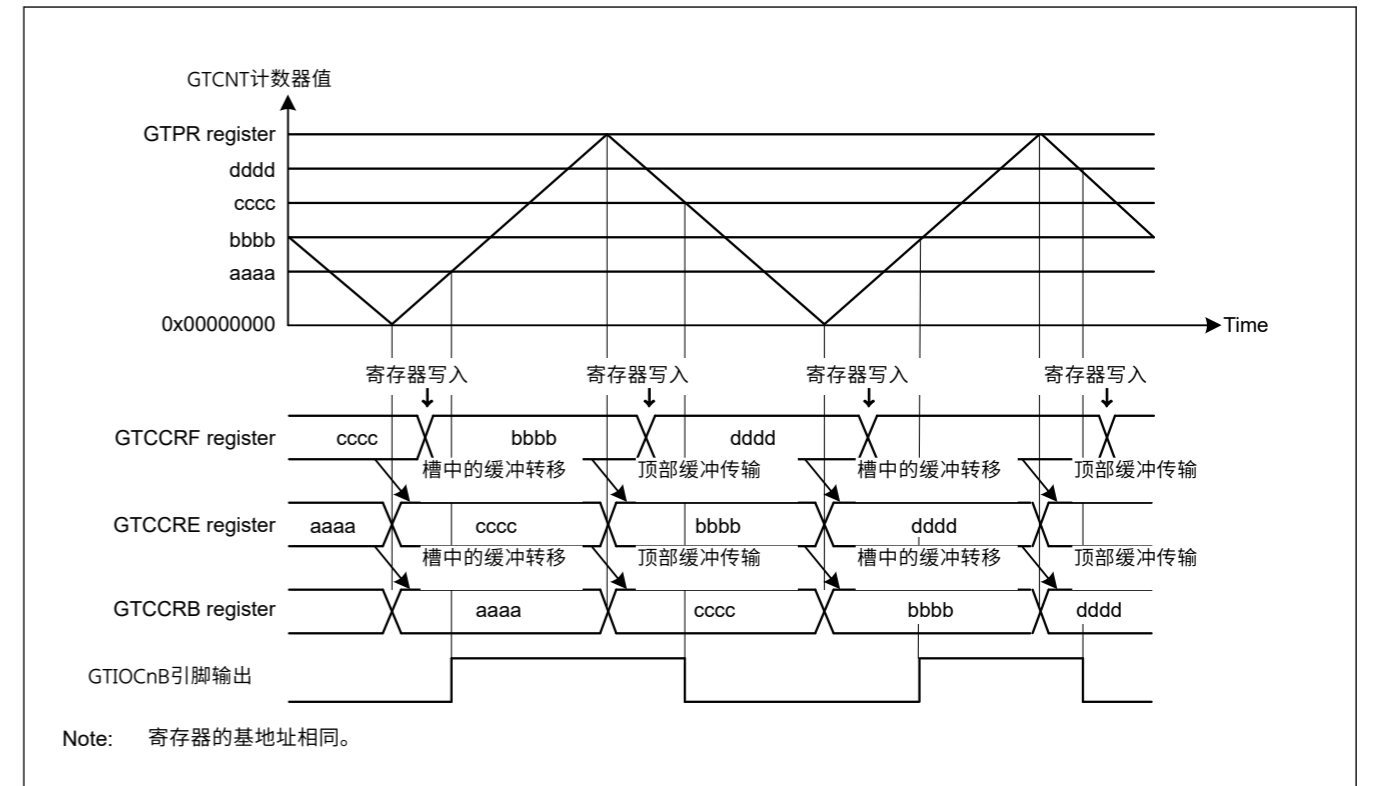 GTCNT计数器值
GTPR register
dddd
cccc
bbbb
aaaa
0x00000000
Time
寄存器写入 寄存器写入 寄存器写入 寄存器写入
GTCCRF register cccc bbbb dddd
槽中的缓冲转移 顶部缓冲传输 槽中的缓冲转移 顶部缓冲传输
GTCCRE register aaaa cccc bbbb dddd
槽中的缓冲转移 顶部缓冲传输 槽中的缓冲转移 顶部缓冲传输
GTCCRB register aaaa cccc bbbb dddd
GTIOCnB引脚输出
Note: 寄存器的基地址相同。